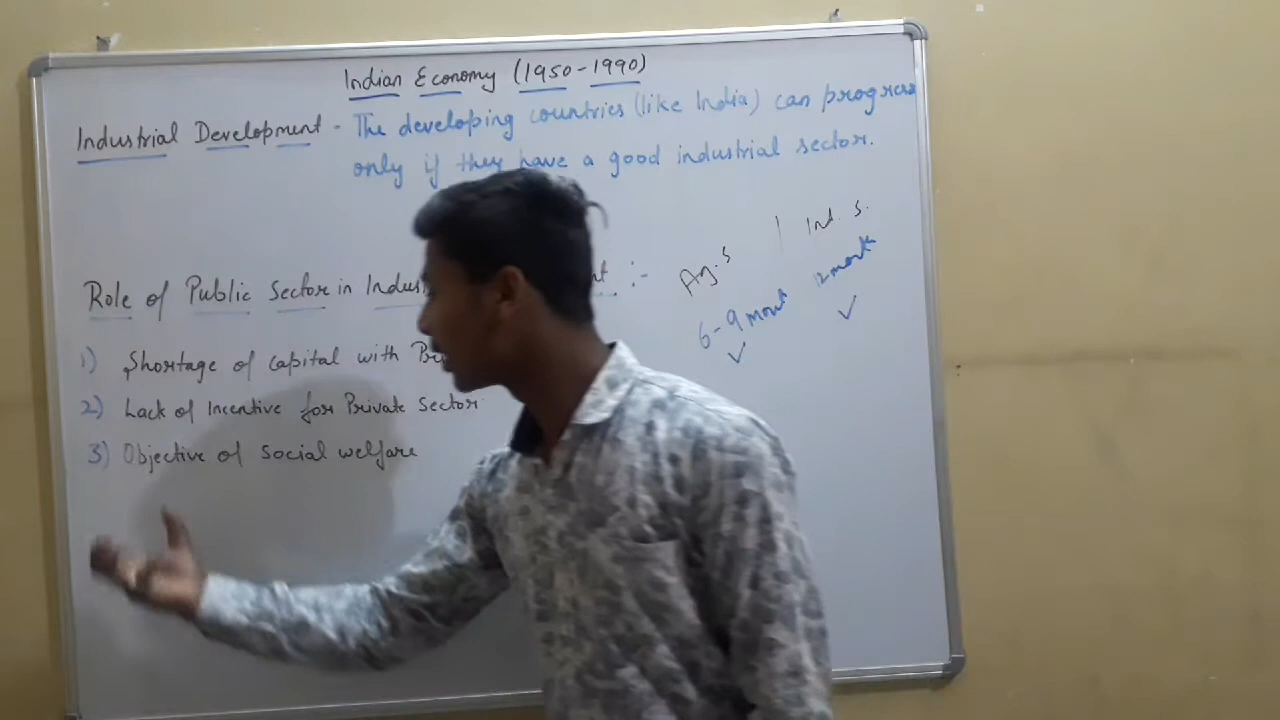 Indian Economy (1950-1990)
Industrial Development - The developing countries (like India) can progress
only if they have a good industrial sector.
Role of Public Sector in :-
1) Shortage of capital with
2) Lack of Incentive for Private Sector
3) Objective of Social welfare
Ag. S | Ind. S.
6-9 month 12 month